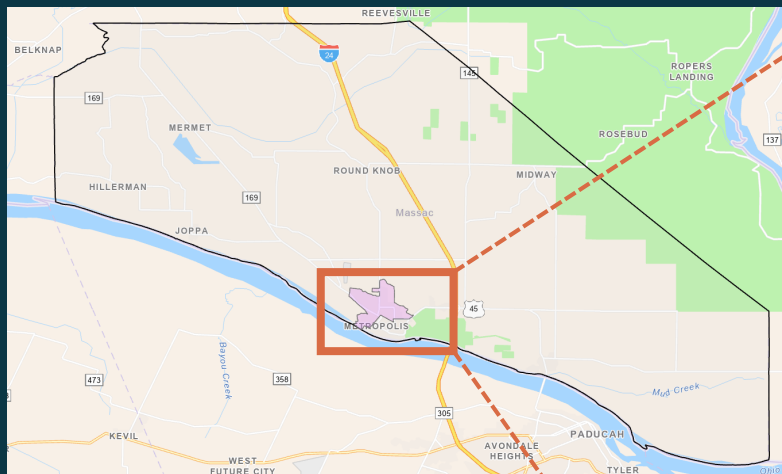 REEVESVILLE
BELKNAP
24
145
ROPERS
LANDING
169
MERMET
ROSEBUD
137
ROUND KNOB
MIDWAY
HILLERMAN
169
Massac
JOPPA
45
METROPOLIS
Bayou Creek
473
358
Mud Creek
305
KEVIL
PADUCAH
AVONDALE
HEIGHTS
WEST
FUTURE CITY
TYLER
Ohio